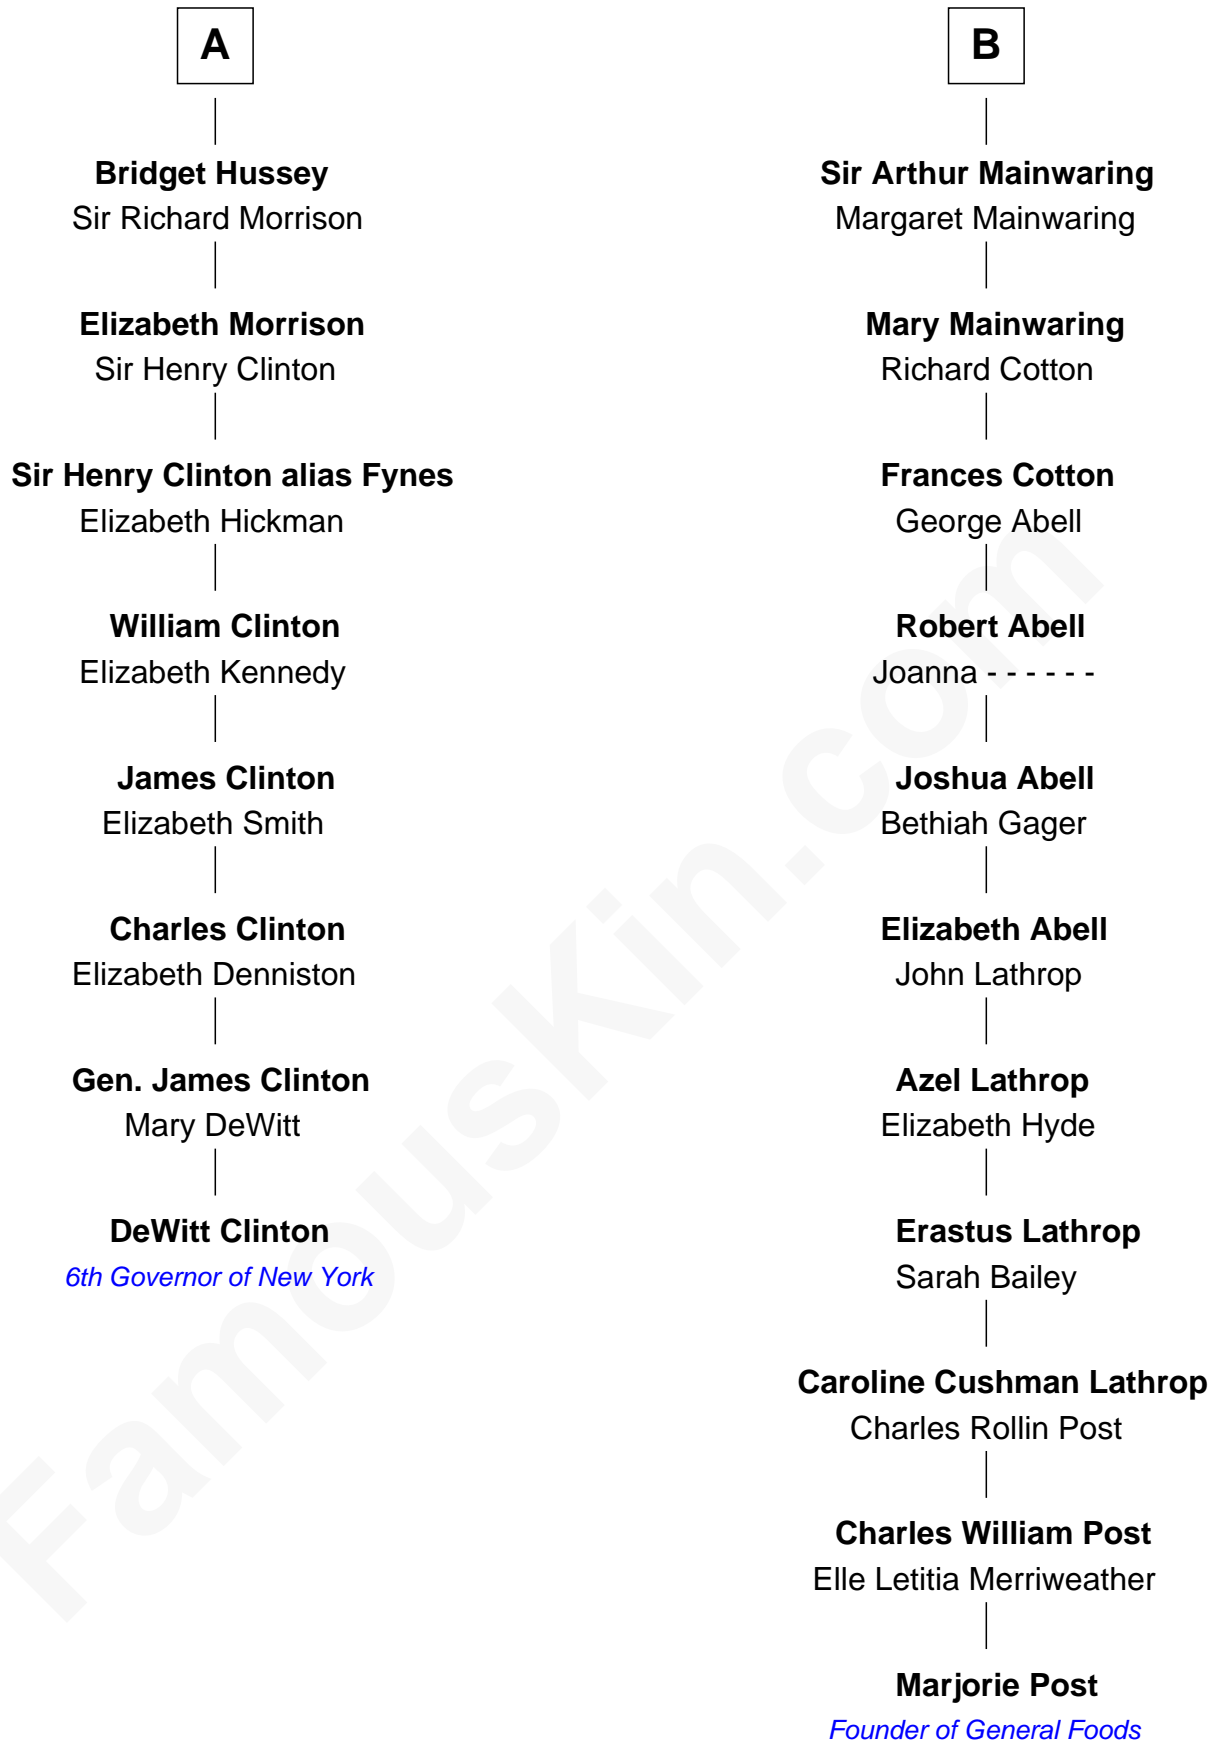 A
Bridget Hussey
Sir Richard Morrison
Elizabeth Morrison
Sir Henry Clinton
Sir Henry Clinton alias Fynes
Elizabeth Hickman
William Clinton
Elizabeth Kennedy
James Clinton
Elizabeth Smith
Charles Clinton
Elizabeth Denniston
Gen. James Clinton
Mary DeWitt
DeWitt Clinton
6th Governor of New York
B
Sir Arthur Mainwaring
Margaret Mainwaring
Mary Mainwaring
Richard Cotton
Frances Cotton
George Abell
Robert Abell
Joanna - - - - - -
Joshua Abell
Bethiah Gager
Elizabeth Abell
John Lathrop
Azel Lathrop
Elizabeth Hyde
Erastus Lathrop
Sarah Bailey
Caroline Cushman Lathrop
Charles Rollin Post
Charles William Post
Elle Letitia Merriweather
Marjorie Post
Founder of General Foods
FamousKin.com